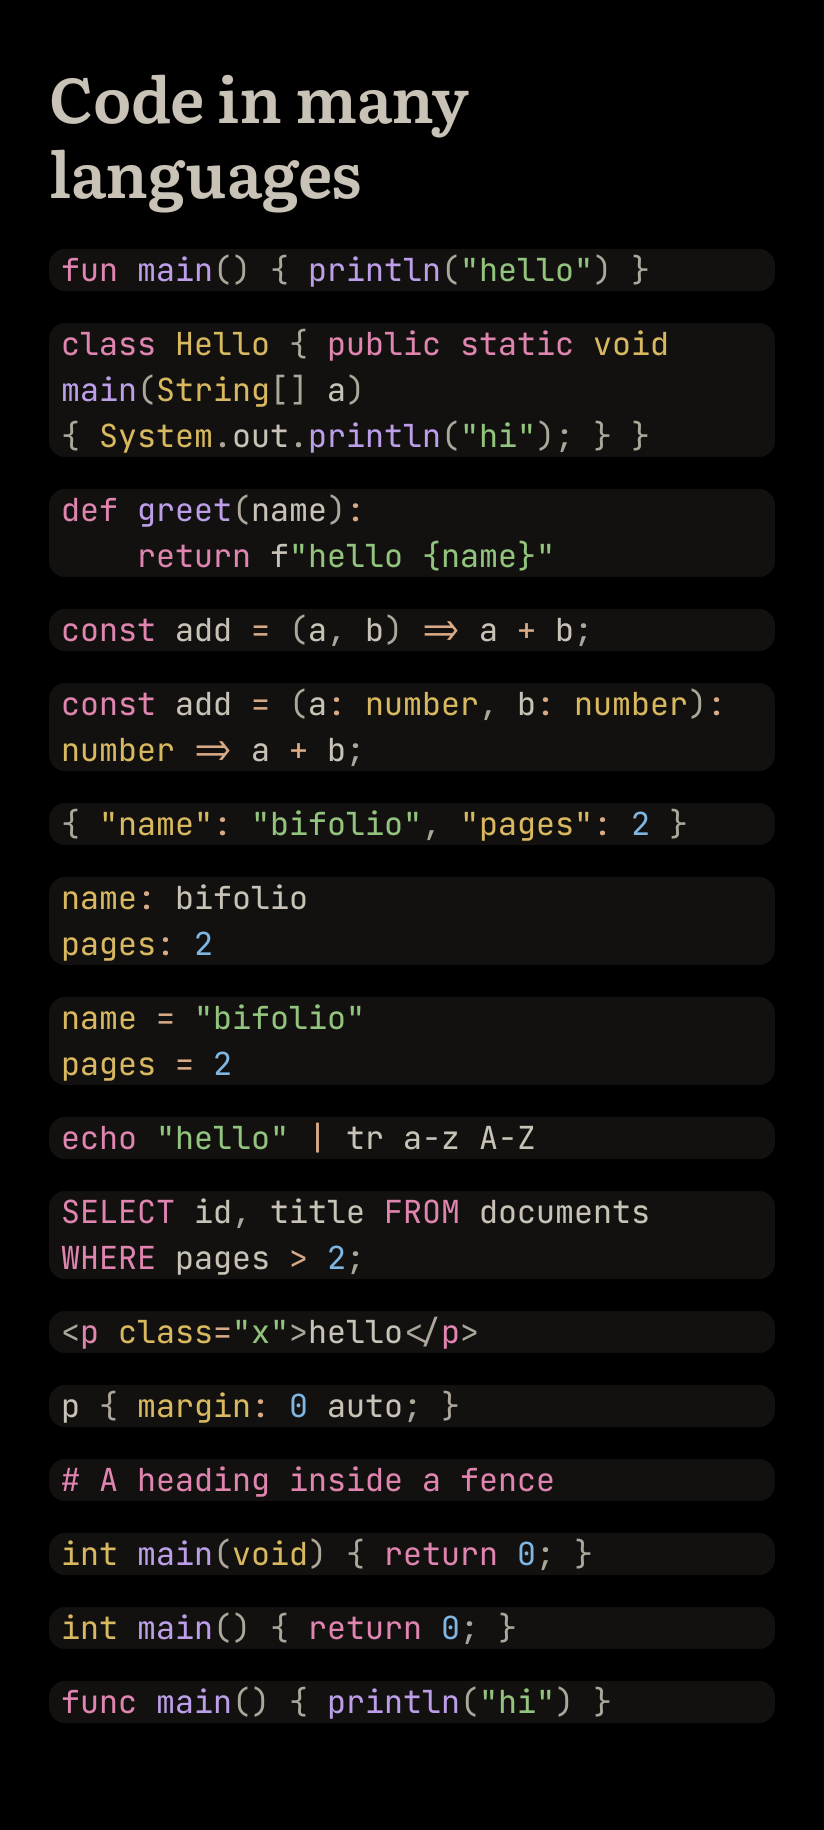 Code in many
languages
fun main() { println("hello") }
class Hello { public static void
main(String[] a)
{ System.out.println("hi"); } }
def greet(name):
    return f"hello {name}"
const add = (a, b) => a + b;
const add = (a: number, b: number):
number => a + b;
{ "name": "bifolio", "pages": 2 }
name: bifolio
pages: 2
name = "bifolio"
pages = 2
echo "hello" | tr a-z A-Z
SELECT id, title FROM documents
WHERE pages > 2;
<p class="x">hello</p>
p { margin: 0 auto; }
# A heading inside a fence
int main(void) { return 0; }
int main() { return 0; }
func main() { println("hi") }